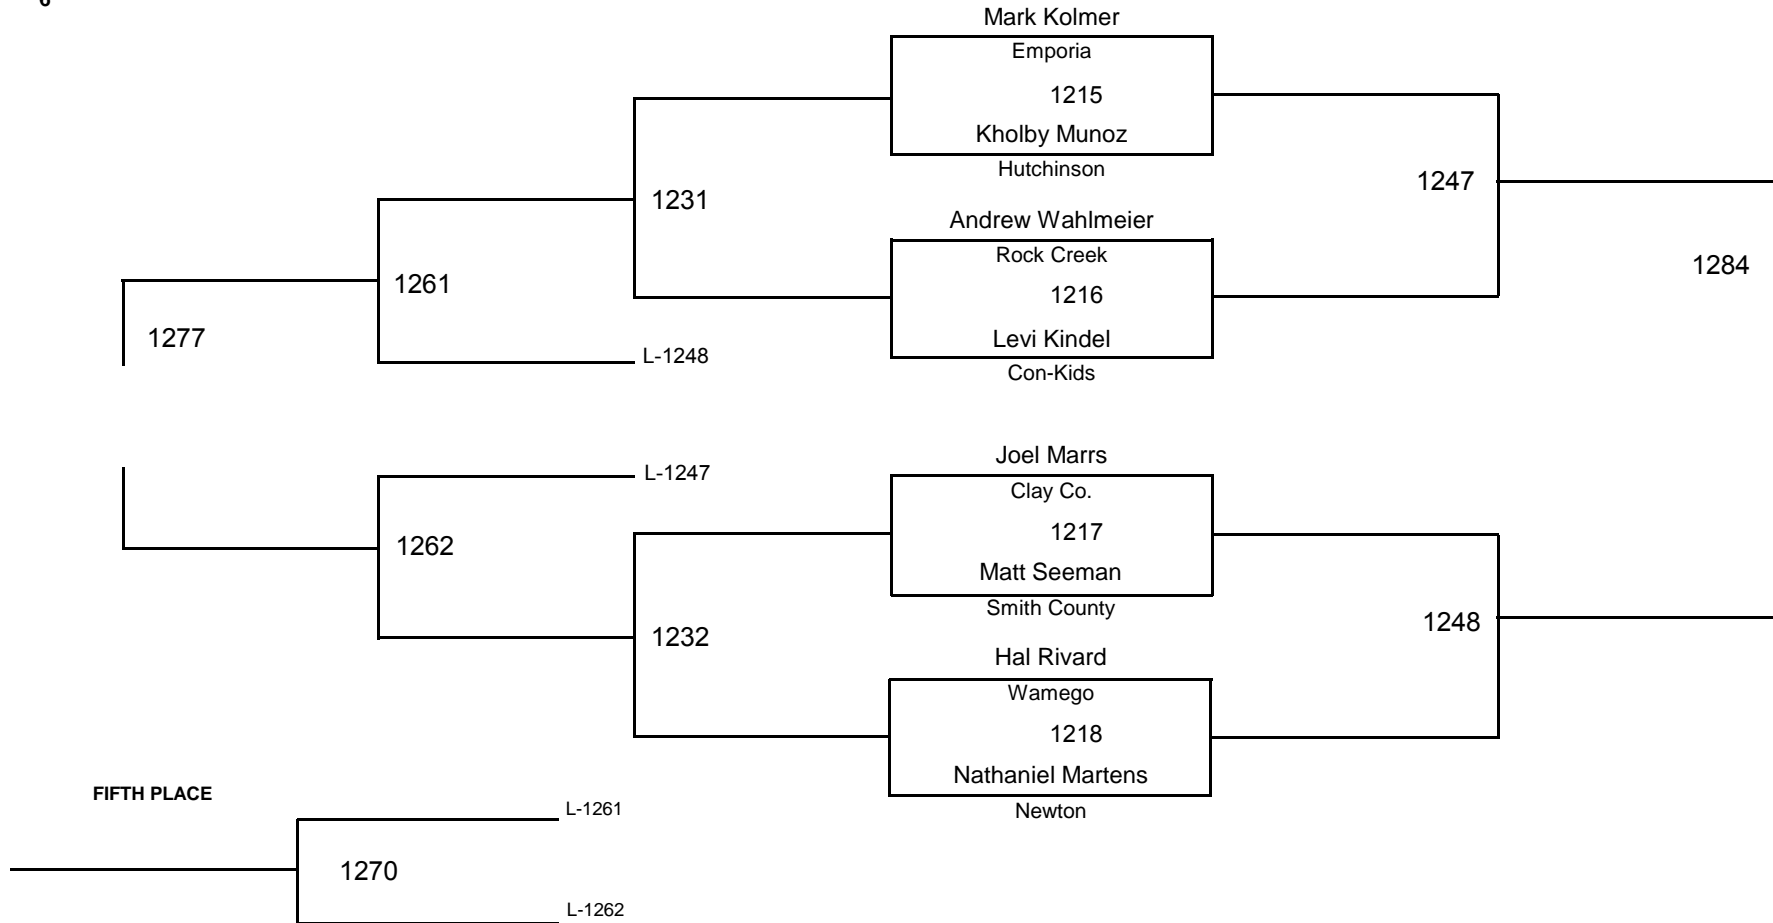 6
Mark Kolmer
Emporia
1215
Kholby Munoz
Hutchinson
1247
1231
Andrew Wahlmeier
Rock Creek
1216
1284
1261
Levi Kindel
1277
L-1248
Con-Kids
Joel Marrs
L-1247
Clay Co.
1217
1262
Matt Seeman
Smith County
1248
1232
Hal Rivard
Wamego
1218
Nathaniel Martens
Newton
FIFTH PLACE
L-1261
1270
L-1262